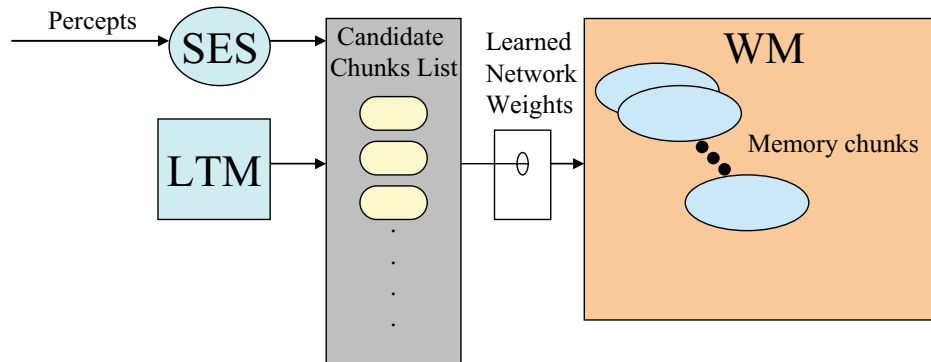 Percepts
SES
LTM
Candidate
Chunks List
Learned
Network
Weights
WM
Memory chunks